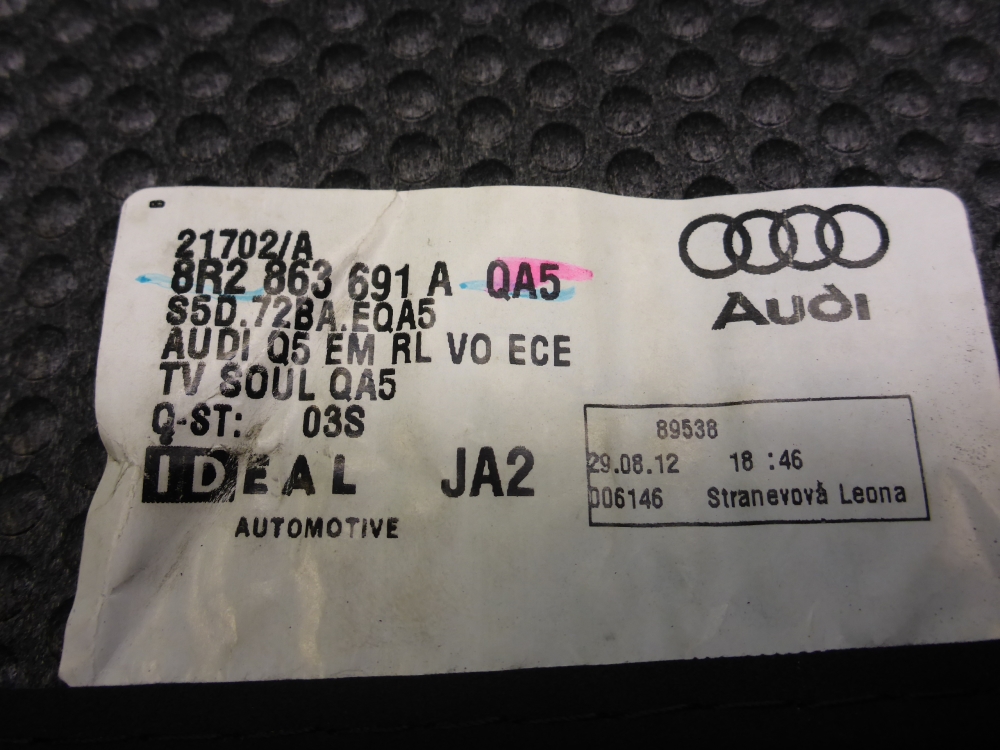 21702/A
8R2 863 691 A QA5
S5D.72BA.EQA5
AUDI Q5 EM RL VO ECE
TV SOUL QA5
Q-ST: 03S
IDEAL JA2
AUTOMOTIVE
Audi
89538
29.08.12 18 :46
006146 Stranevová Leona